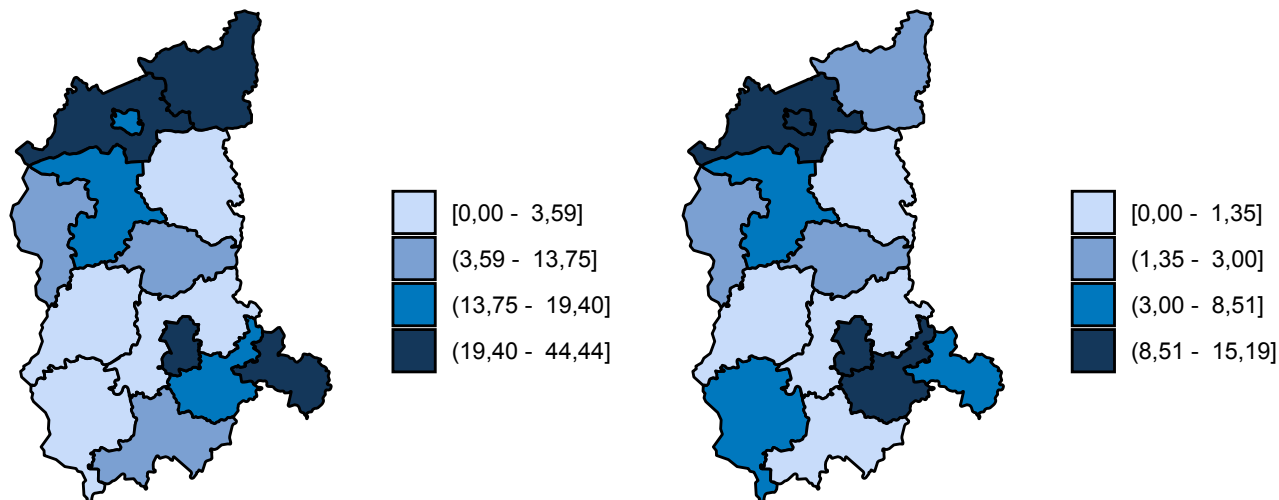 [0,00 - 3,59]
(3,59 - 13,75]
(13,75 - 19,40]
(19,40 - 44,44]
[0,00 - 1,35]
(1,35 - 3,00]
(3,00 - 8,51]
(8,51 - 15,19]